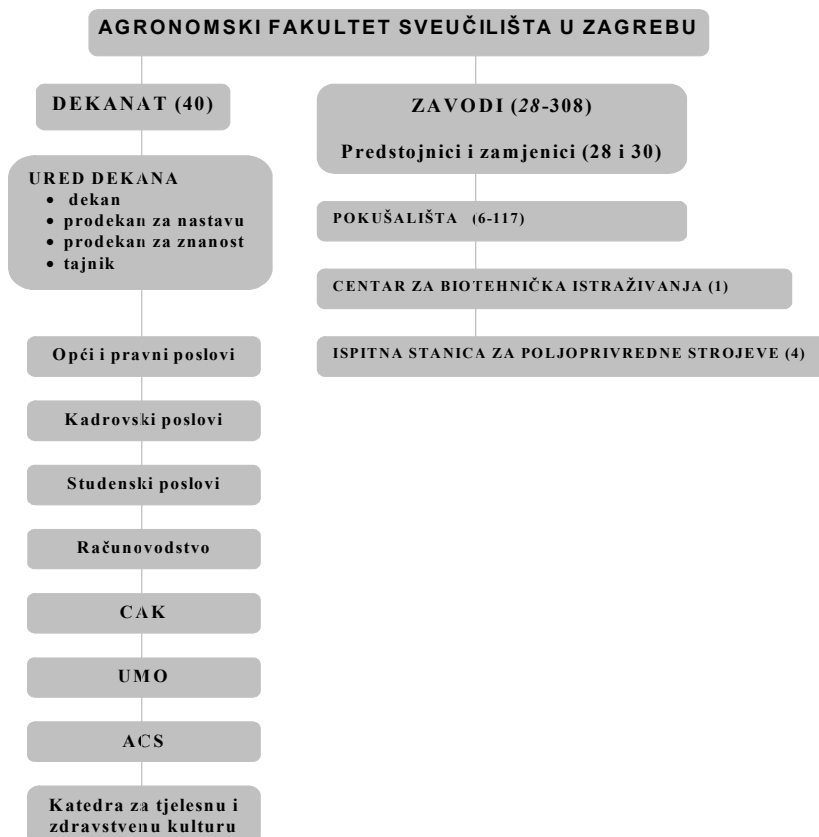 AGRONOMSKI FAKULTET SVEUČILIŠTA U ZAGREBU
DEKANAT (40)
URED DEKANA
• dekan
• prodekan za nastavu
• prodekan za znanost
• tajnik
Opći i pravni poslovi
Kadrovski poslovi
Studenski poslovi
Računovodstvo
CAK
UMO
ACS
Katedra za tjelesnu i
zdravstvenu kulturu
ZAVODI (28-308)
Predstojnici i zamjenici (28 i 30)
POKUŠALIŠTA (6-117)
CENTAR ZA BIOTEHNIČKA ISTRAŽIVANJA (1)
ISPITNA STANICA ZA POLJOPRIVREDNE STROJEVE (4)